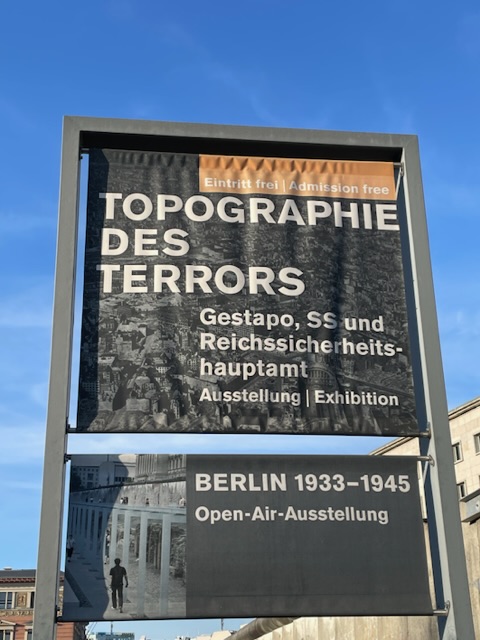 Eintritt frei | Admission free
TOPOGRAPHIE
DES
TERRORS
Gestapo, SS und
Reichssicherheits-
hauptamt
Ausstellung | Exhibition
BERLIN 1933–1945
Open-Air-Ausstellung